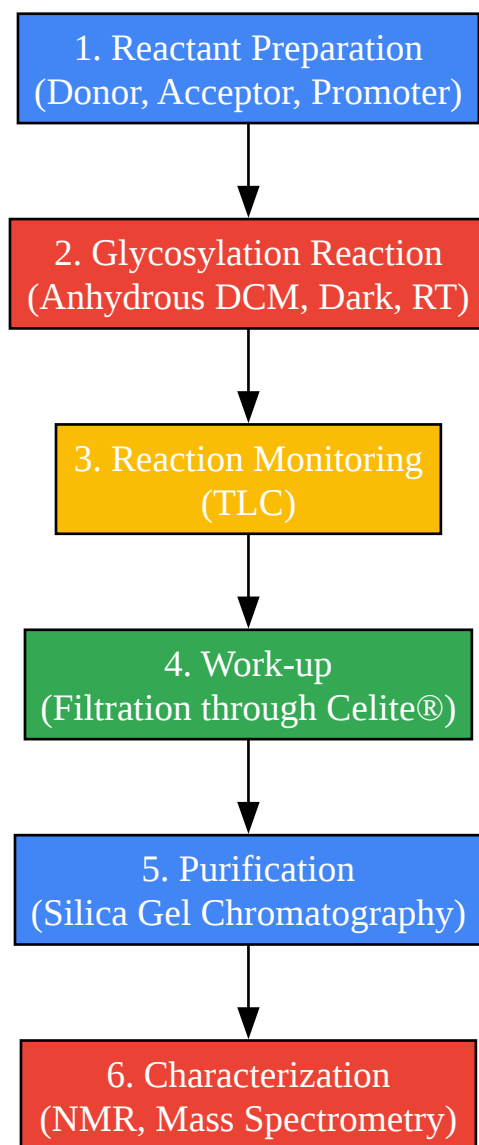 1. Reactant Preparation
(Donor, Acceptor, Promoter)
2. Glycosylation Reaction
(Anhydrous DCM, Dark, RT)
3. Reaction Monitoring
(TLC)
4. Work-up
(Filtration through Celite®)
5. Purification
(Silica Gel Chromatography)
6. Characterization
(NMR, Mass Spectrometry)